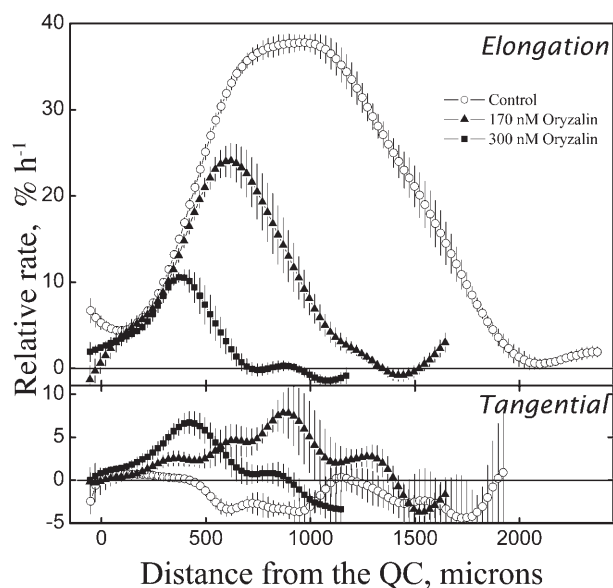 40
Elongation
Control
170 nM Oryzalin
300 nM Oryzalin
30
20
10
0
Relative rate, % h⁻¹
10
Tangential
5
0
-5
0 500 1000 1500 2000
Distance from the QC, microns